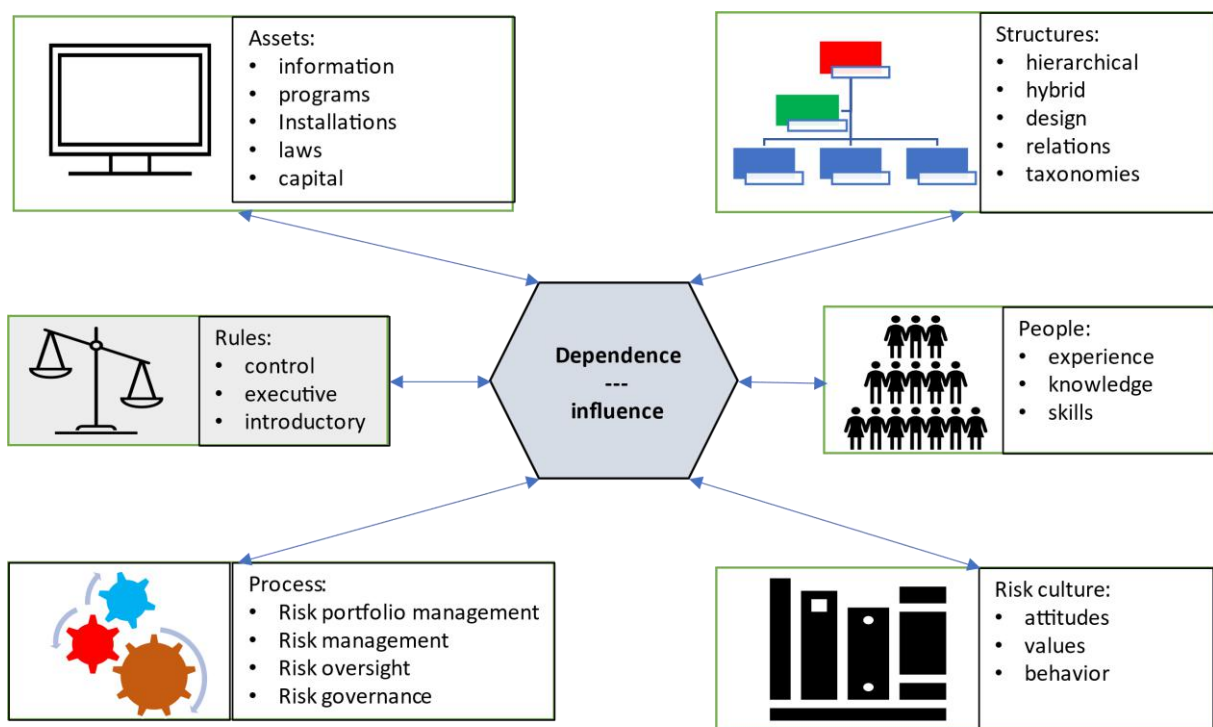 Assets:
• information
• programs
• Installations
• laws
• capital
Structures:
• hierarchical
• hybrid
• design
• relations
• taxonomies
Rules:
• control
• executive
• introductory
Dependence
---
influence
People:
• experience
• knowledge
• skills
Process:
• Risk portfolio management
• Risk management
• Risk oversight
• Risk governance
Risk culture:
• attitudes
• values
• behavior